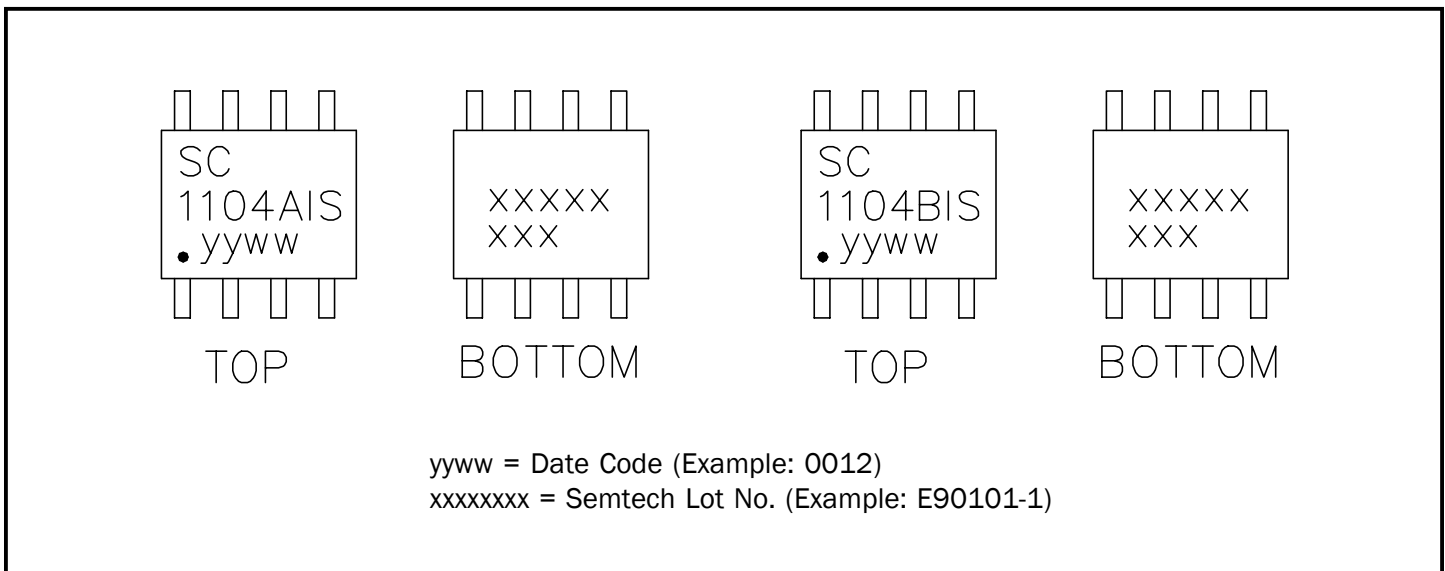 SC
1104AIS
yyww
TOP
xxxxx
xxx
BOTTOM
SC
1104BIS
yyww
TOP
xxxxx
xxx
BOTTOM
yyww = Date Code (Example: 0012)
xxxxxxxx = Semtech Lot No. (Example: E90101-1)